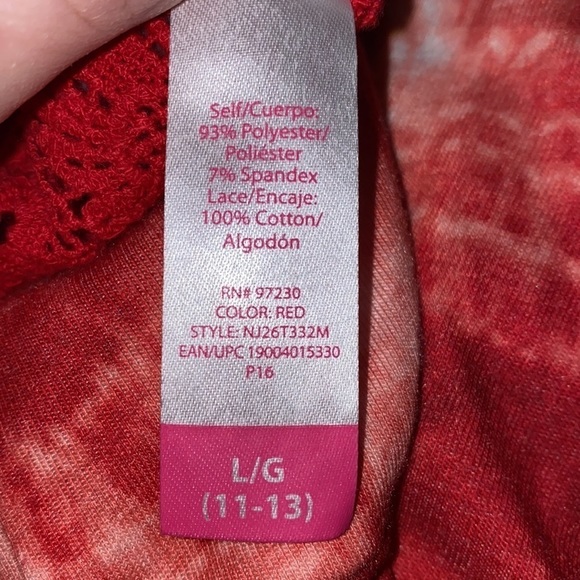 Self/Cuerpo:
93% Polyester/
Poliéster
7% Spandex
Lace/Encaje:
100% Cotton/
Algodón
RN# 97230
COLOR: RED
STYLE: NJ26T332M
EAN/UPC 19004015330
P16
L/G
(11-13)